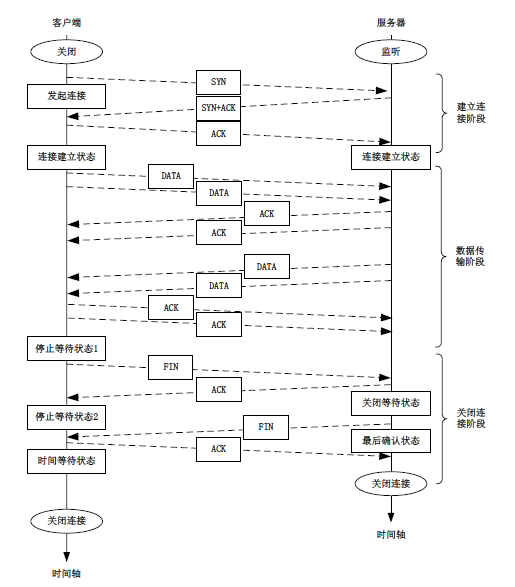 客户端
服务器
关闭
监听
SYN
发起连接
SYN+ACK
建立连
接阶段
ACK
连接建立状态
连接建立状态
DATA
DATA
ACK
ACK
数据传
输阶段
DATA
DATA
ACK
ACK
停止等待状态1
FIN
ACK
关闭等待状态
停止等待状态2
FIN
关闭连
接阶段
最后确认状态
ACK
时间等待状态
关闭连接
关闭连接
时间轴
时间轴